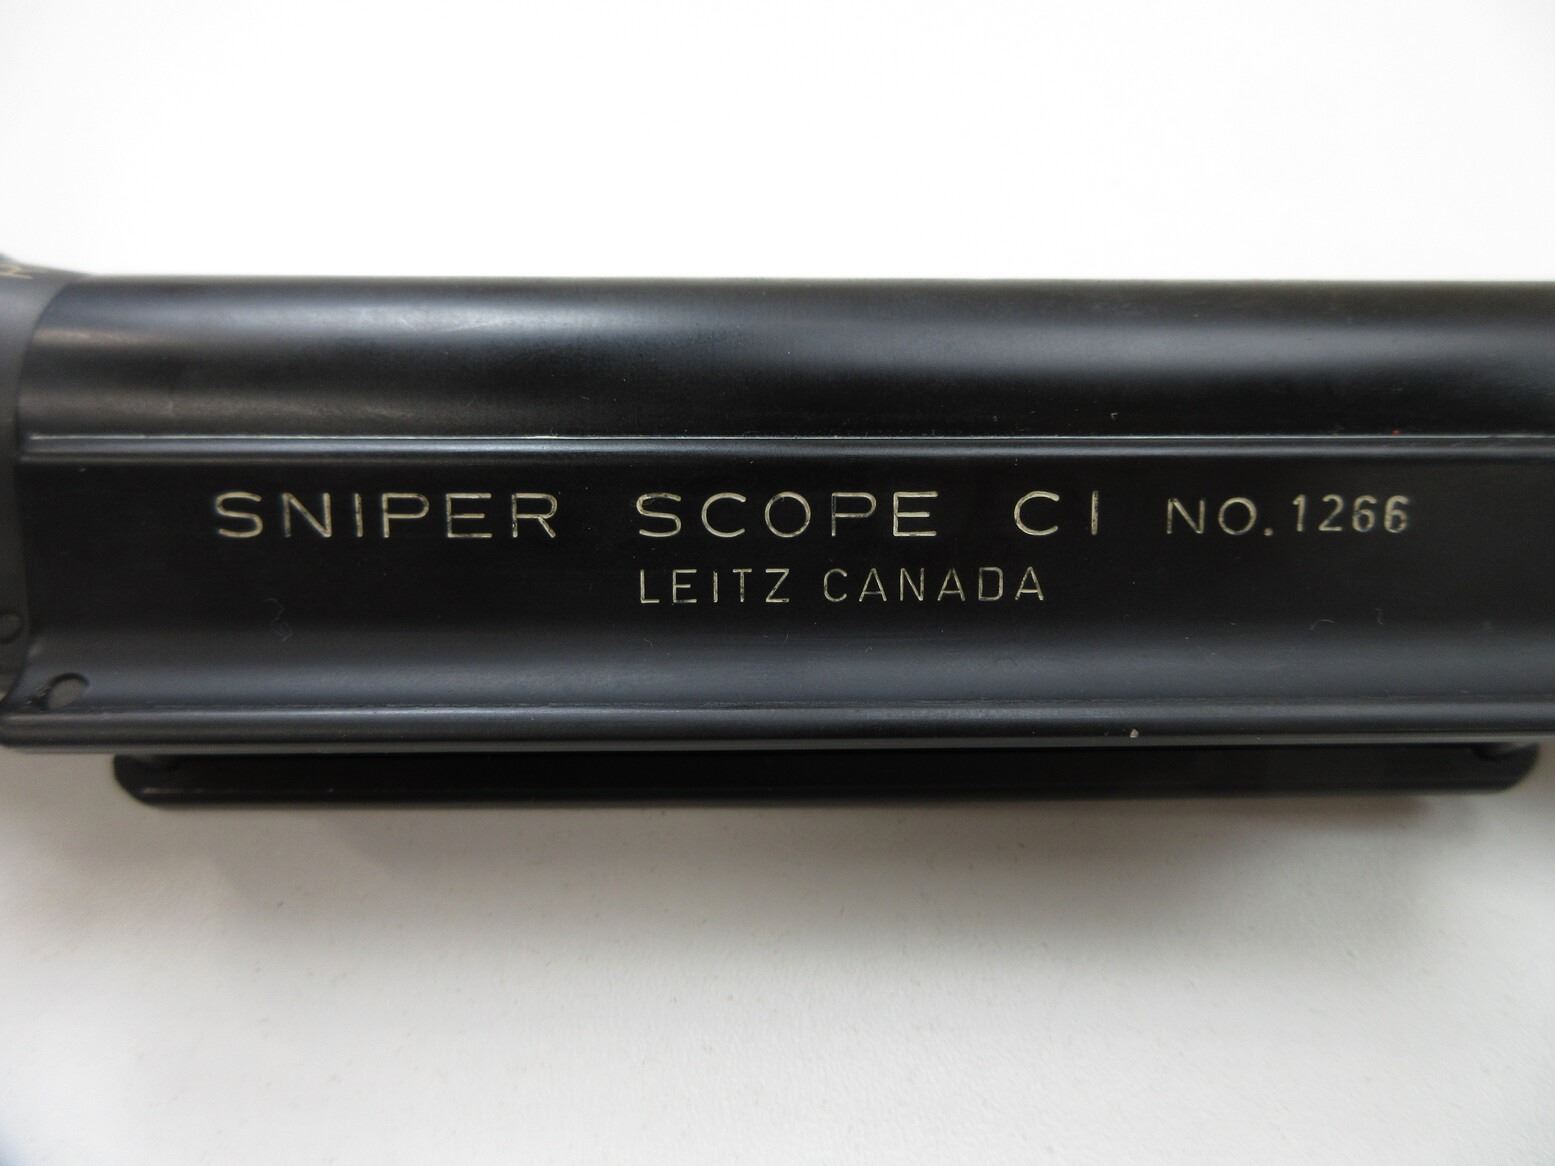 SNIPER SCOPE C1 NO. 1266
LEITZ CANADA